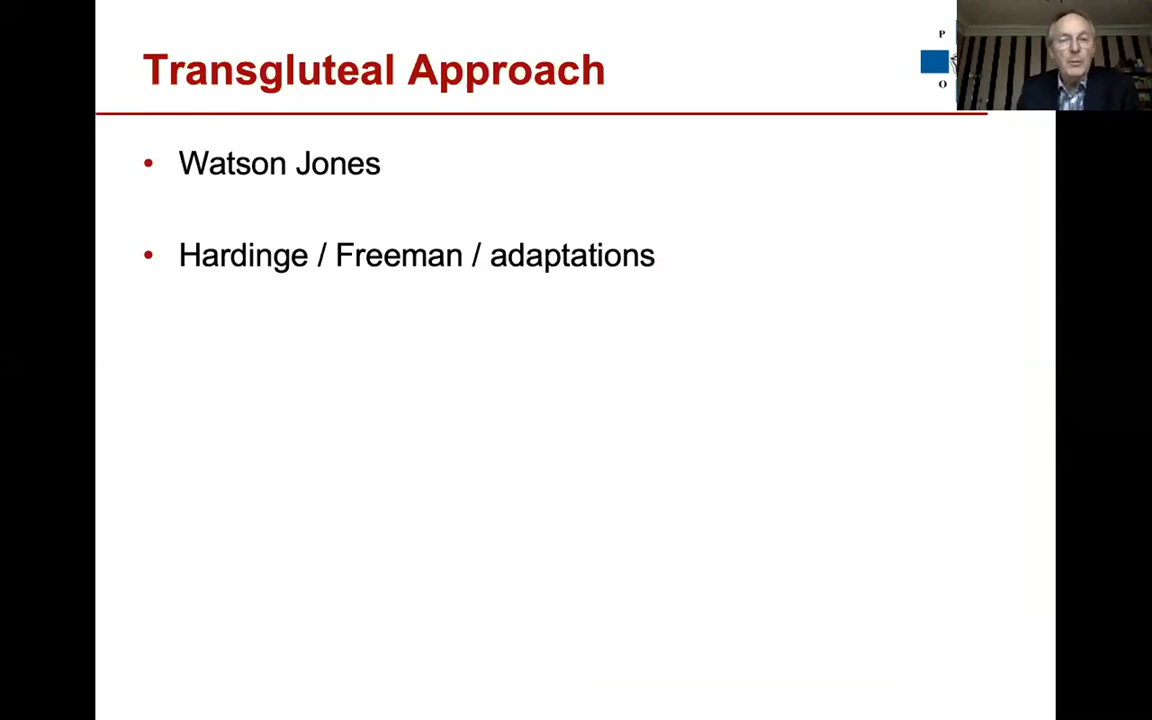 Transgluteal Approach
P
O
• Watson Jones
• Hardinge / Freeman / adaptations